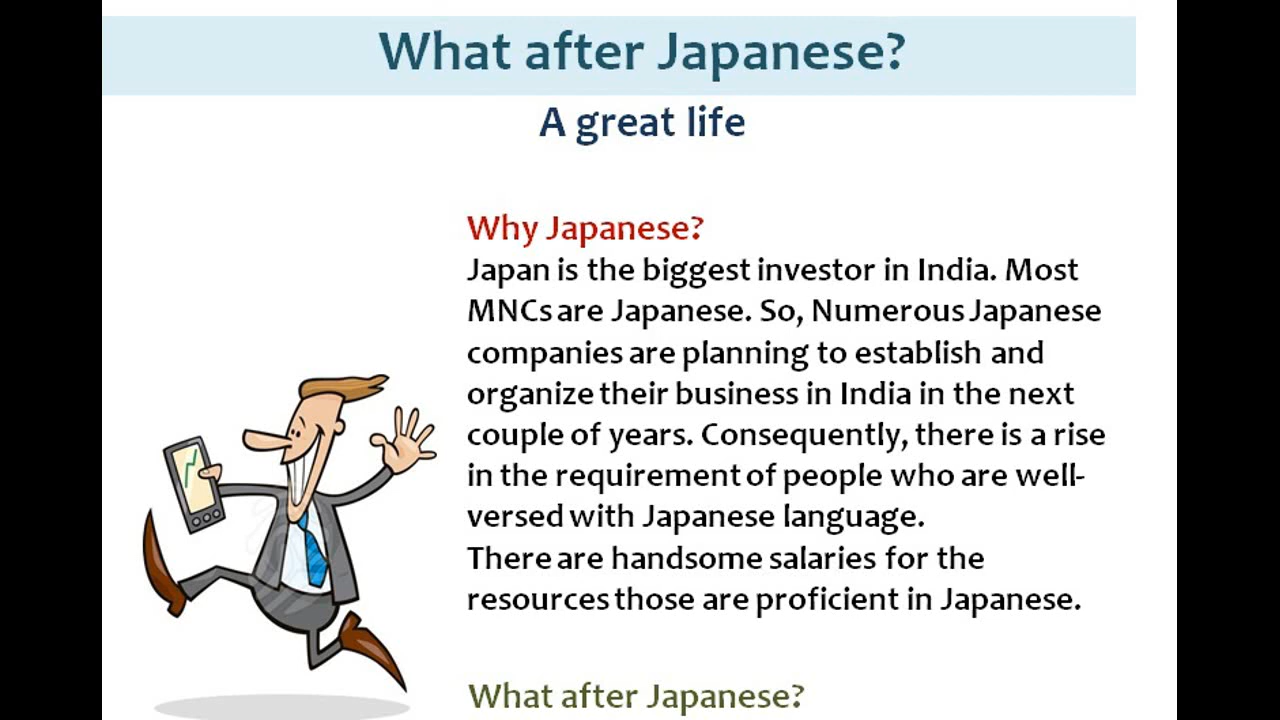 What after Japanese?
A great life
Why Japanese?
Japan is the biggest investor in India. Most
MNCs are Japanese. So, Numerous Japanese
companies are planning to establish and
organize their business in India in the next
couple of years. Consequently, there is a rise
in the requirement of people who are well-
versed with Japanese language.
There are handsome salaries for the
resources those are proficient in Japanese.
What after Japanese?